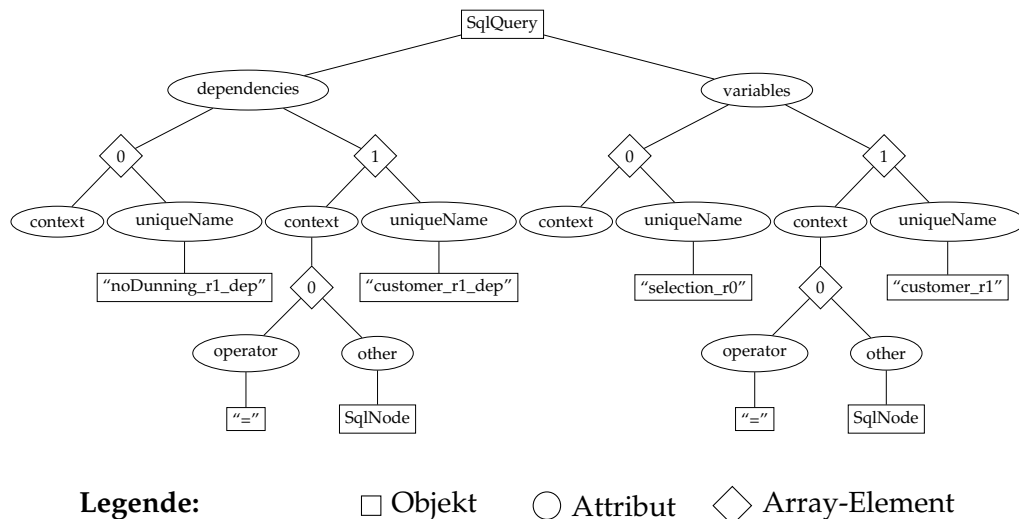 SqlQuery
dependencies variables
0 1 0 1
context uniqueName context uniqueName context uniqueName context uniqueName
“noDunning_r1_dep” 0 “customer_r1_dep” “selection_r0” 0 “customer_r1”
operator other operator other
“=” SqlNode “=” SqlNode
Legende: Objekt Attribut Array-Element